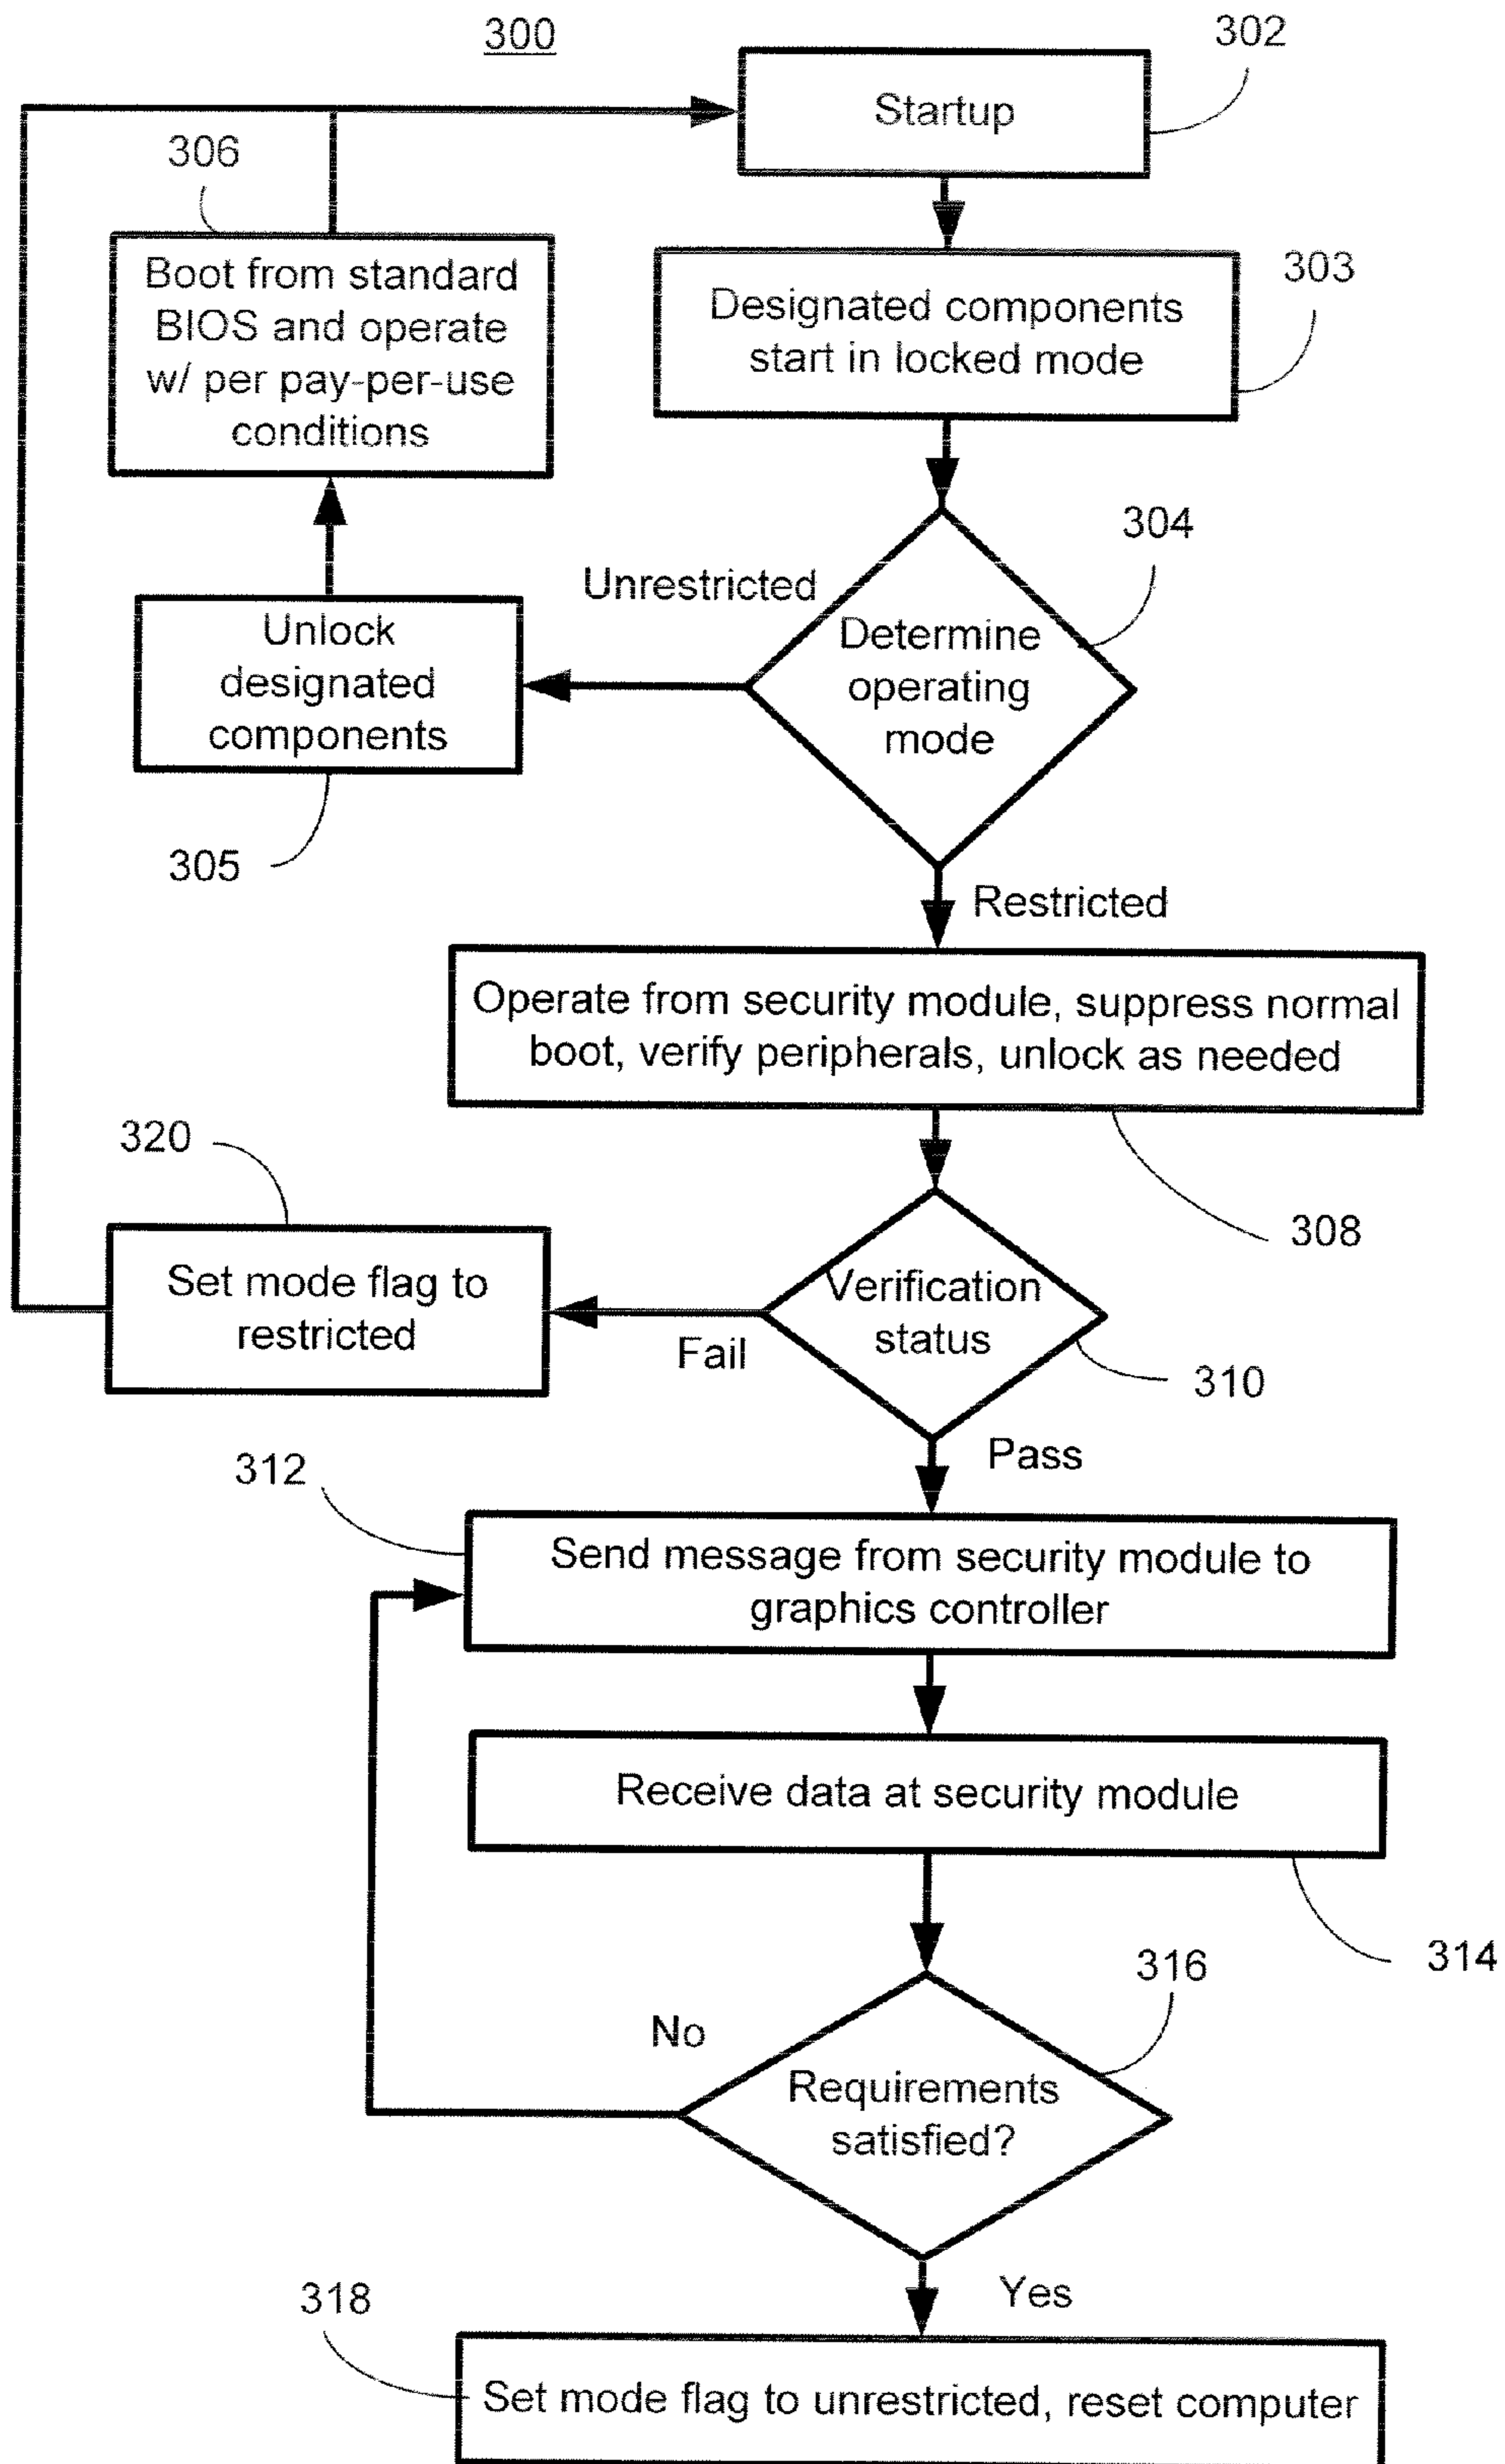 300
302
Startup
306
Boot from standard
BIOS and operate
w/ per pay-per-use
conditions
303
Designated components
start in locked mode
304
Unrestricted
Determine
operating
mode
Unlock
designated
components
305
Restricted
Operate from security module, suppress normal
boot, verify peripherals, unlock as needed
308
320
Set mode flag to
restricted
Verification
status
Fail
310
Pass
312
Send message from security module to
graphics controller
Receive data at security module
314
316
No
Requirements
satisfied?
Yes
318
Set mode flag to unrestricted, reset computer